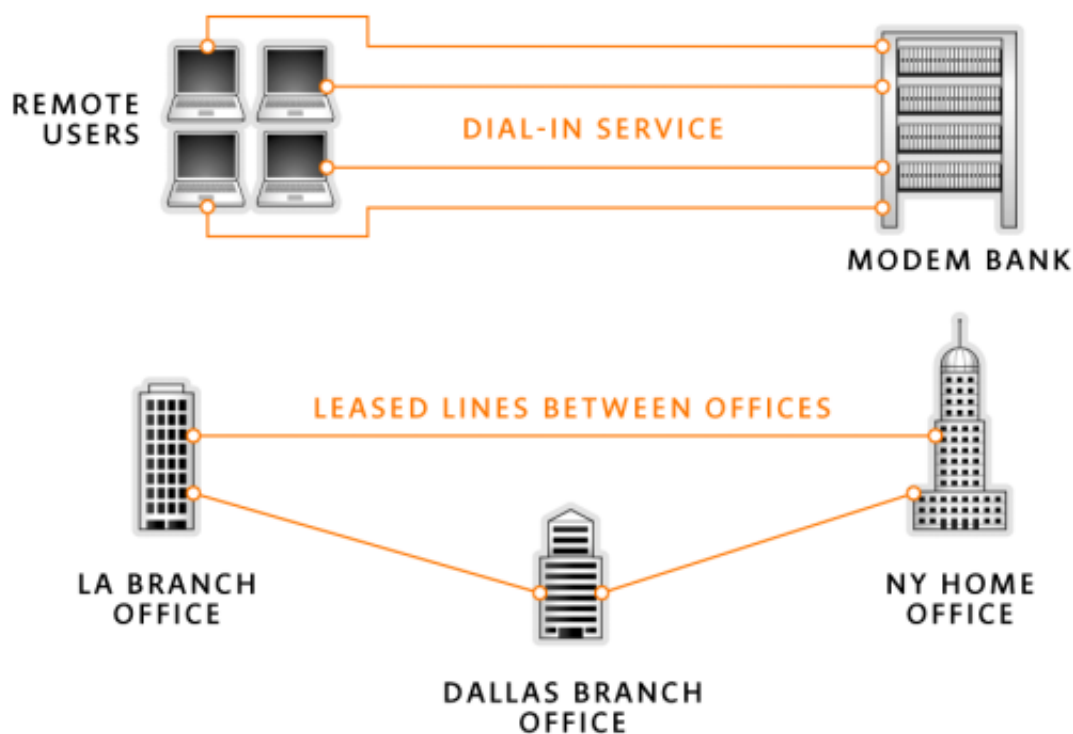 REMOTE
USERS
DIAL-IN SERVICE
MODEM BANK
LEASED LINES BETWEEN OFFICES
LA BRANCH
OFFICE
NY HOME
OFFICE
DALLAS BRANCH
OFFICE